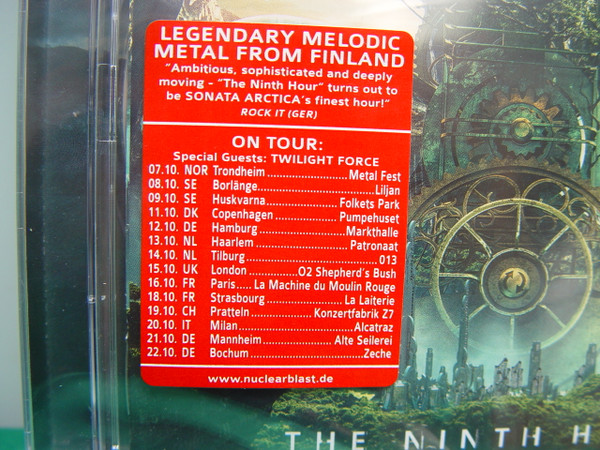 LEGENDARY MELODIC
METAL FROM FINLAND
"Ambitious, sophisticated and deeply
moving - "The Ninth Hour" turns out to
be SONATA ARCTICA's finest hour!"
ROCK IT (GER)
ON TOUR:
Special Guests: TWILIGHT FORCE
07.10. NOR Trondheim.......................Metal Fest
08.10. SE Borlänge.................................Liljan
09.10. SE Huskvarna.....................Folkets Park
11.10. DK Copenhagen..................Pumpehuset
12.10. DE Hamburg.........................Markthalle
13.10. NL Haarlem...........................Patronaat
14.10. NL Tilburg.....................................013
15.10. UK London...............O2 Shepherd's Bush
16.10. FR Paris.....La Machine du Moulin Rouge
18.10. FR Strasbourg........................La Laiterie
19.10. CH Pratteln................Konzertfabrik Z7
20.10. IT Milan.....................................Alcatraz
21.10. DE Mannheim....................Alte Seilerei
22.10. DE Bochum................................Zeche
www.nuclearblast.de
THE NINTH H